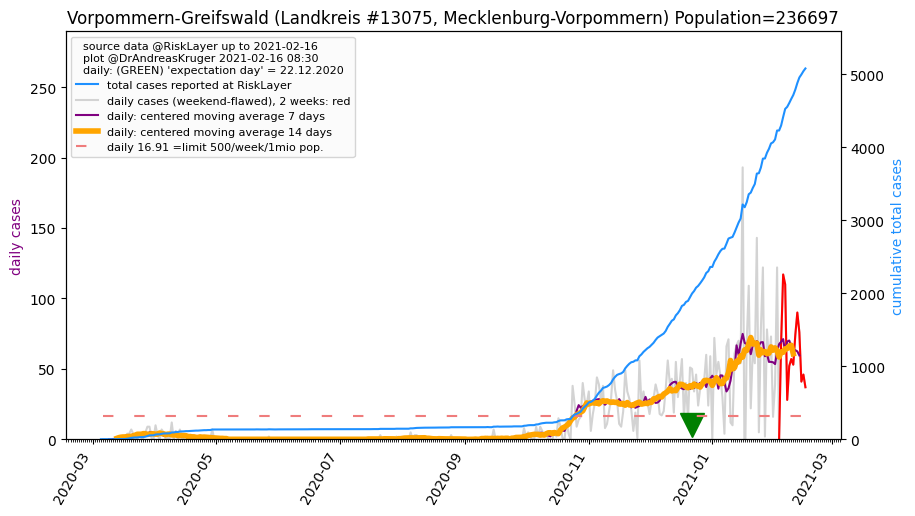 Vorpommern-Greifswald (Landkreis #13075, Mecklenburg-Vorpommern) Population=236697
source data @RiskLayer up to 2021-02-16
plot @DrAndreasKruger 2021-02-16 08:30
daily: (GREEN) 'expectation day' = 22.12.2020
total cases reported at RiskLayer
daily cases (weekend-flawed), 2 weeks: red
daily: centered moving average 7 days
daily: centered moving average 14 days
daily 16.91 =limit 500/week/1mio pop.
daily cases
250
200
150
100
50
0
5000
4000
3000
2000
1000
0
cumulative total cases
2020-03
2020-05
2020-07
2020-09
2020-11
2021-01
2021-03